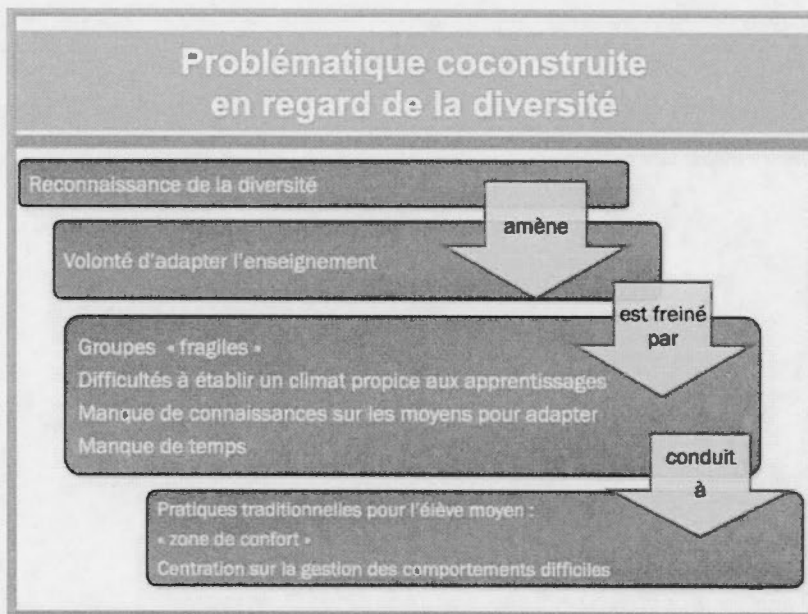 Problématique coconstruite
en regard de la diversité
Reconnaissance de la diversité
amène
Volonté d'adapter l'enseignement
est freiné
par
Groupes « fragiles »
Difficultés à établir un climat propice aux apprentissages
Manque de connaissances sur les moyens pour adapter
Manque de temps
conduit
à
Pratiques traditionnelles pour l'élève moyen :
« zone de confort »
Centration sur la gestion des comportements difficiles